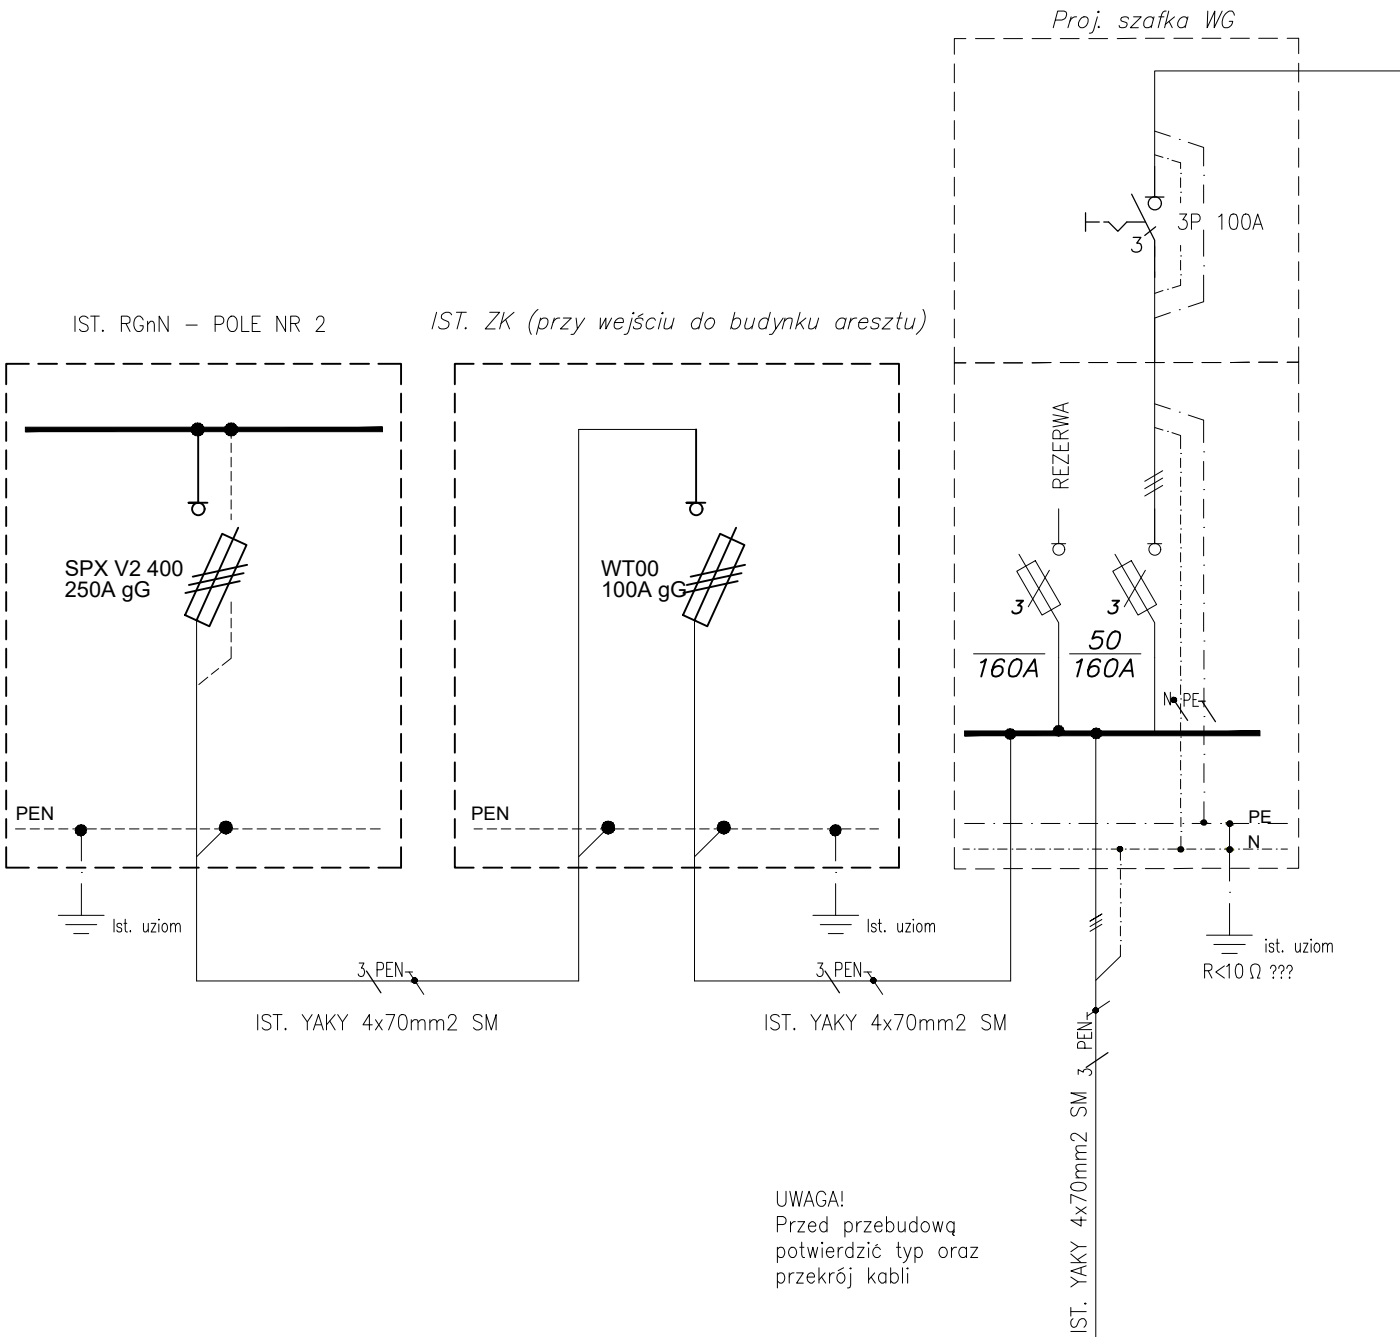 Proj. szafka WG
3P 100A
3
IST. RGnN – POLE NR 2
IST. ZK (przy wejściu do budynku aresztu)
REZERWA
SPX V2 400
250A gG
WT00
100A gG
3
3
160A
50
160A
N
PE
PEN
PEN
PE
N
Ist. uziom
Ist. uziom
ist. uziom
R<10 Ω ???
3 PEN
3 PEN
IST. YAKY 4x70mm2 SM
IST. YAKY 4x70mm2 SM
IST. YAKY 4x70mm2 SM
3 PEN
UWAGA!
Przed przebudową
potwierdzić typ oraz
przekrój kabli